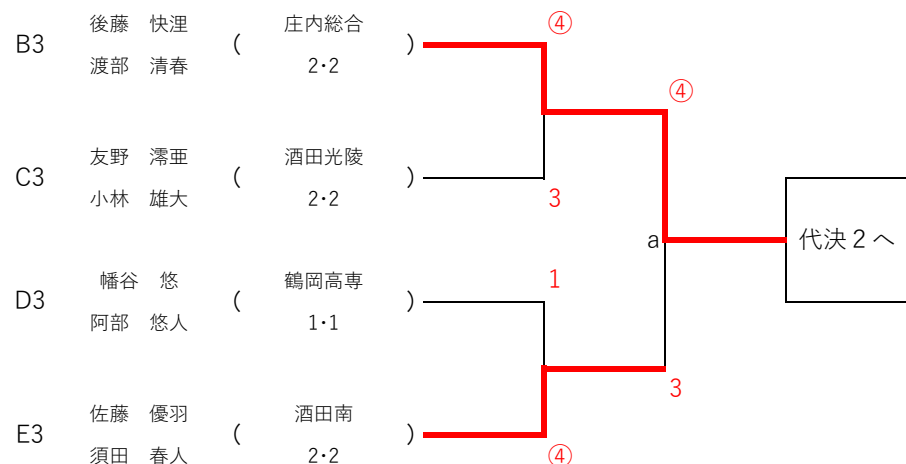 ④
後藤　快浬 庄内総合
B3 ( )
渡部　清春 2・2
④
友野　澪亜 酒田光陵
C3 ( )
小林　雄大 2・2
3
a 代決２へ
幡谷　悠 鶴岡高専 1
D3 ( )
阿部　悠人 1・1
3
佐藤　優羽 酒田南
E3 ( )
須田　春人 2・2 ④